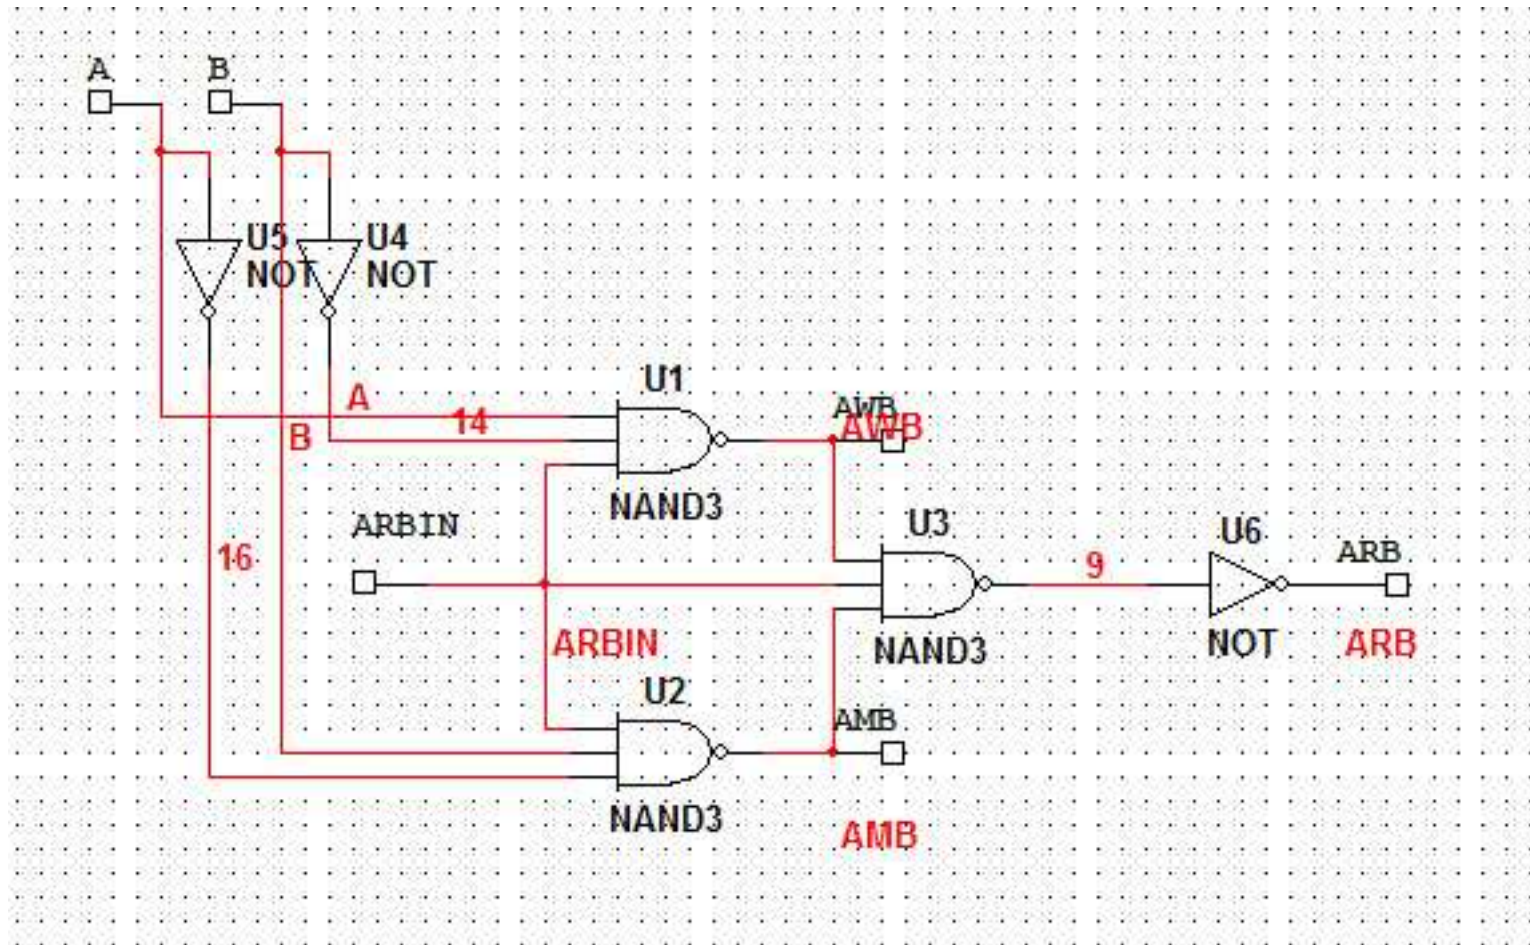 A
B
U5
NOT
U4
NOT
A
14
B
U1
NAND3
AWB
AWB
ARBIN
16
ARBIN
U3
NAND3
9
U6
NOT
ARB
ARB
U2
NAND3
AMB
AMB